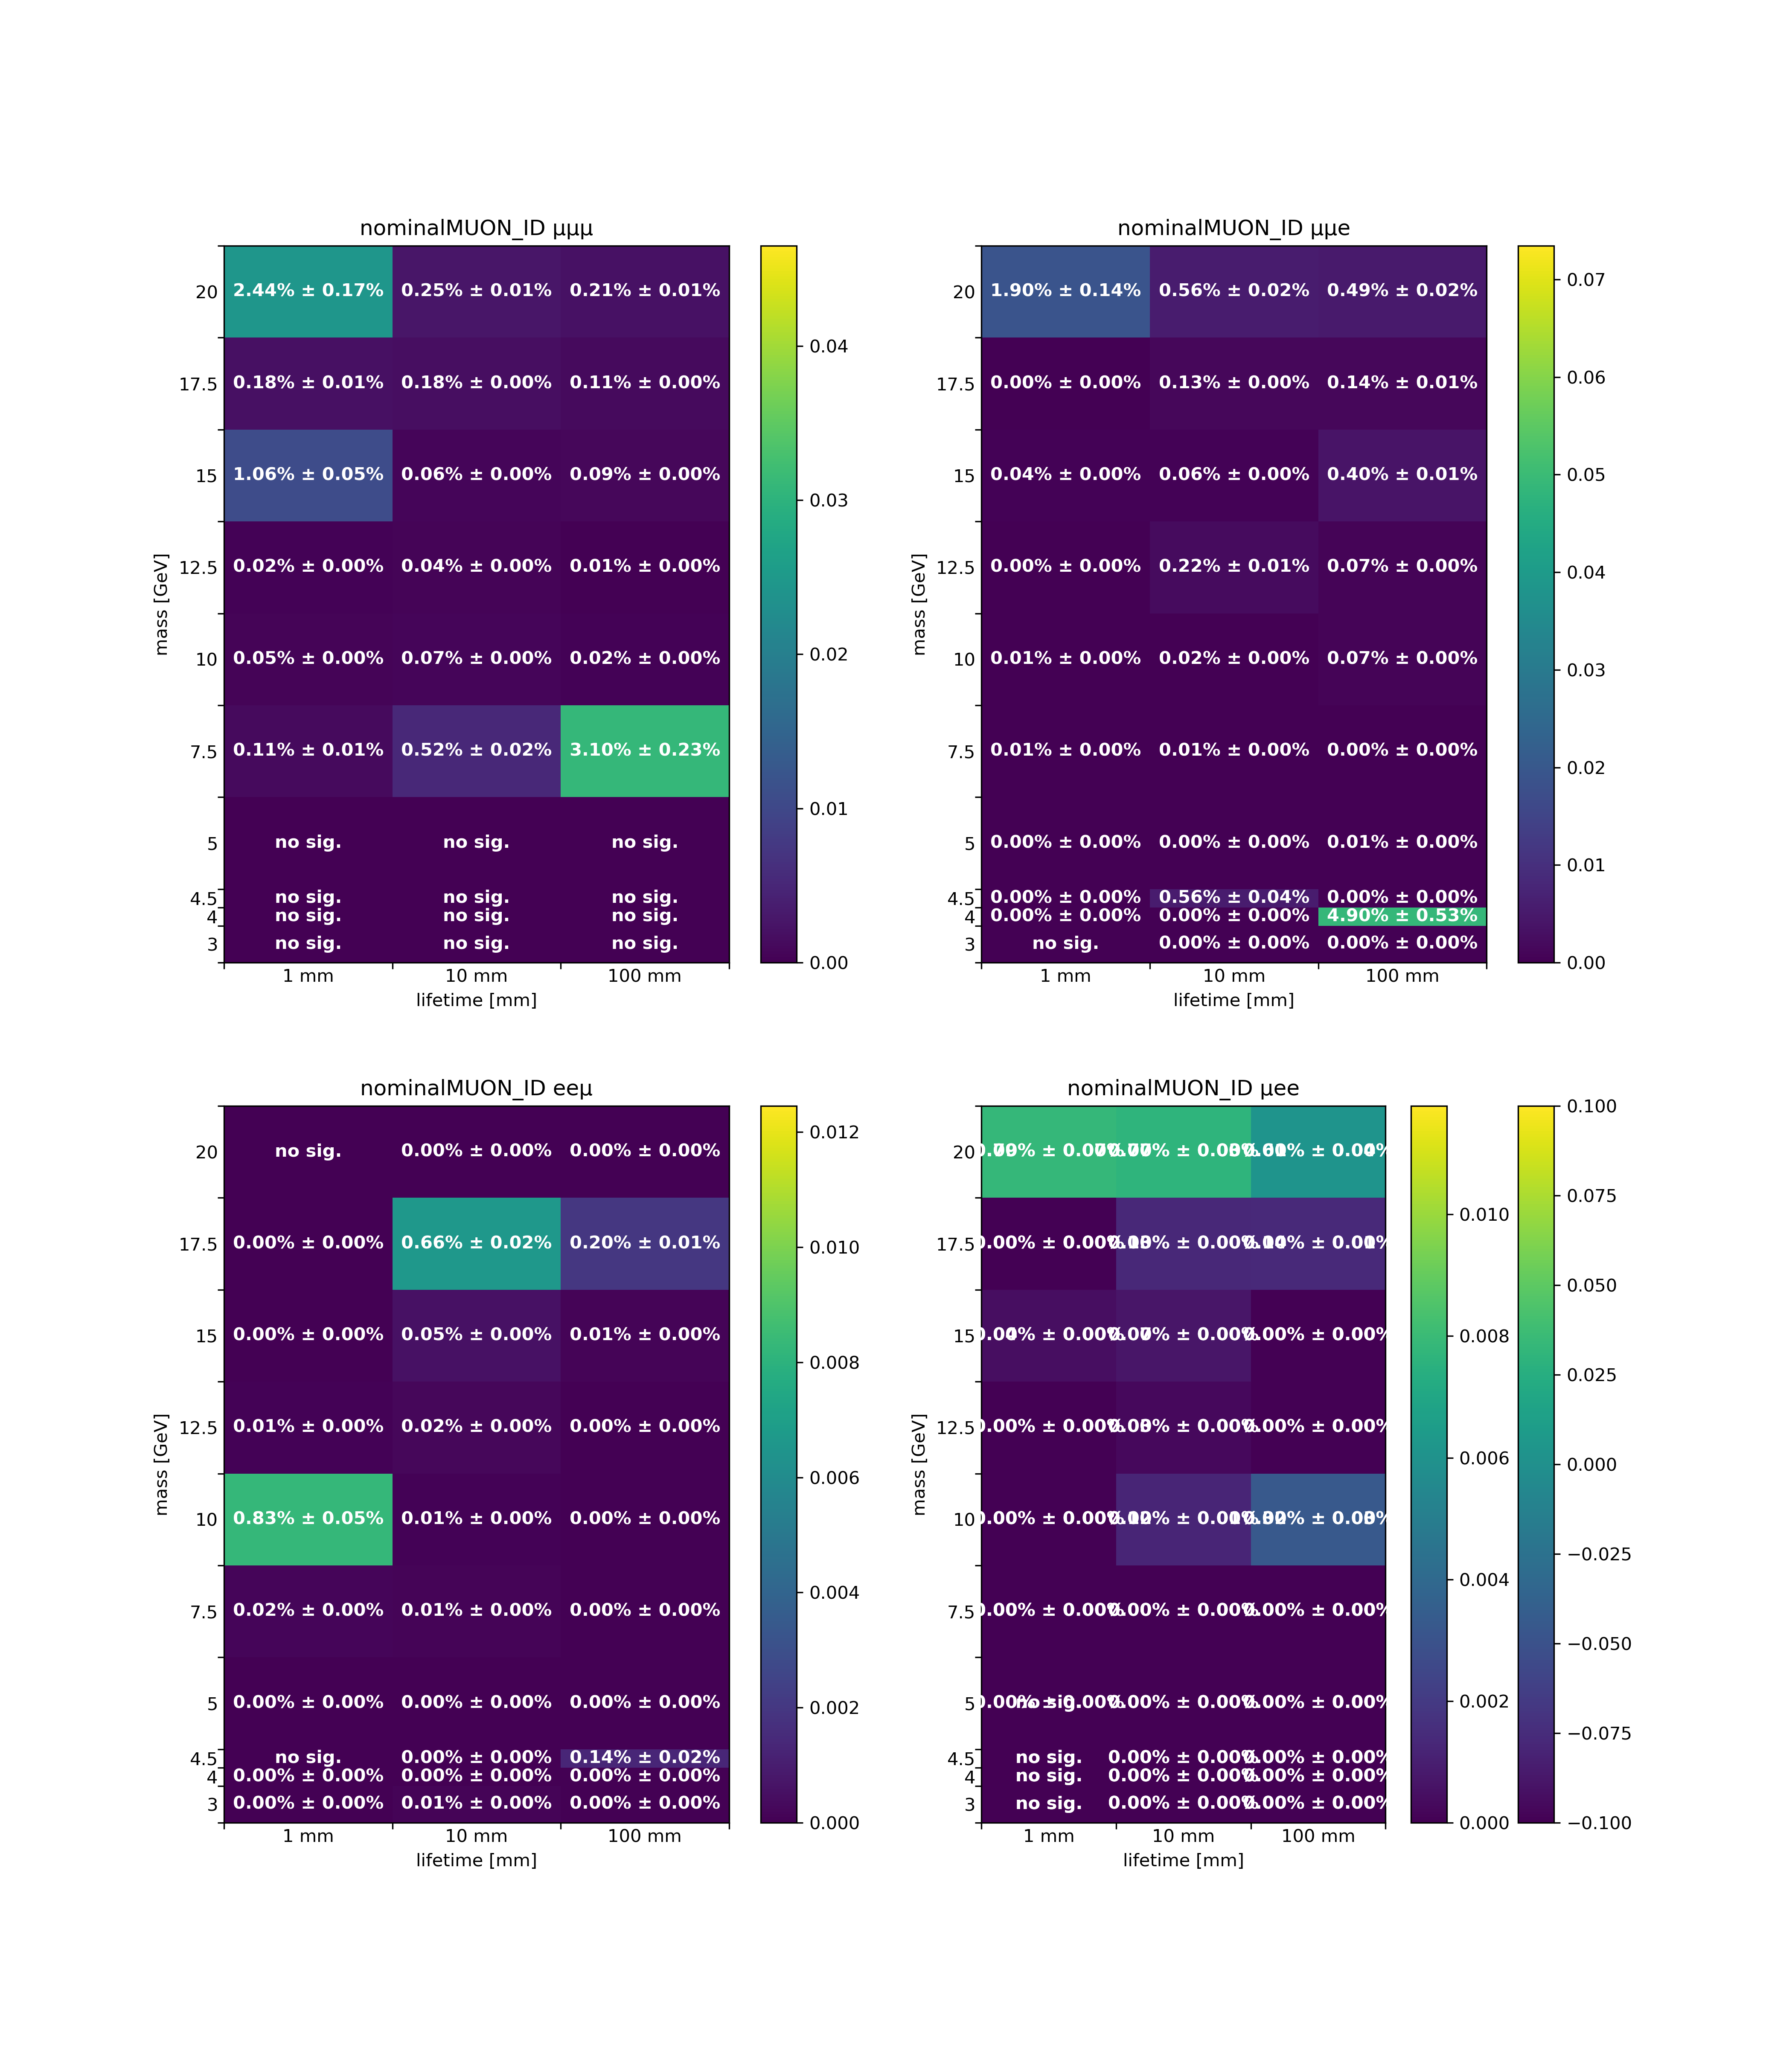 nominalMUON_ID μμμ
20 2.44% ± 0.17% 0.25% ± 0.01% 0.21% ± 0.01%
17.5 0.18% ± 0.01% 0.18% ± 0.00% 0.11% ± 0.00%
15 1.06% ± 0.05% 0.06% ± 0.00% 0.09% ± 0.00%
12.5 0.02% ± 0.00% 0.04% ± 0.00% 0.01% ± 0.00%
10 0.05% ± 0.00% 0.07% ± 0.00% 0.02% ± 0.00%
7.5 0.11% ± 0.01% 0.52% ± 0.02% 3.10% ± 0.23%
5 no sig. no sig. no sig.
4.5 no sig. no sig. no sig.
4 no sig. no sig. no sig.
3 no sig. no sig. no sig.
mass [GeV]
1 mm 10 mm 100 mm
lifetime [mm]
0.04
0.03
0.02
0.01
0.00
nominalMUON_ID μμe
20 1.90% ± 0.14% 0.56% ± 0.02% 0.49% ± 0.02%
17.5 0.00% ± 0.00% 0.13% ± 0.00% 0.14% ± 0.01%
15 0.04% ± 0.00% 0.06% ± 0.00% 0.40% ± 0.01%
12.5 0.00% ± 0.00% 0.22% ± 0.01% 0.07% ± 0.00%
10 0.01% ± 0.00% 0.02% ± 0.00% 0.07% ± 0.00%
7.5 0.01% ± 0.00% 0.01% ± 0.00% 0.00% ± 0.00%
5 0.00% ± 0.00% 0.00% ± 0.00% 0.01% ± 0.00%
4.5 0.00% ± 0.00% 0.56% ± 0.04% 0.00% ± 0.00%
4 0.00% ± 0.00% 0.00% ± 0.00% 4.90% ± 0.53%
3 no sig. 0.00% ± 0.00% 0.00% ± 0.00%
mass [GeV]
1 mm 10 mm 100 mm
lifetime [mm]
0.07
0.06
0.05
0.04
0.03
0.02
0.01
0.00
nominalMUON_ID eeμ
20 no sig. 0.00% ± 0.00% 0.00% ± 0.00%
17.5 0.00% ± 0.00% 0.66% ± 0.02% 0.20% ± 0.01%
15 0.00% ± 0.00% 0.05% ± 0.00% 0.01% ± 0.00%
12.5 0.01% ± 0.00% 0.02% ± 0.00% 0.00% ± 0.00%
10 0.83% ± 0.05% 0.01% ± 0.00% 0.00% ± 0.00%
7.5 0.02% ± 0.00% 0.01% ± 0.00% 0.00% ± 0.00%
5 0.00% ± 0.00% 0.00% ± 0.00% 0.00% ± 0.00%
4.5 no sig. 0.00% ± 0.00% 0.14% ± 0.02%
4 0.00% ± 0.00% 0.00% ± 0.00% 0.00% ± 0.00%
3 0.00% ± 0.00% 0.01% ± 0.00% 0.00% ± 0.00%
mass [GeV]
1 mm 10 mm 100 mm
lifetime [mm]
0.012
0.010
0.008
0.006
0.004
0.002
0.000
nominalMUON_ID μee
20
17.5
15
12.5
10
7.5
5
4.5 no sig. 0.00% ± 0.00% 0.00% ± 0.00%
4 no sig. 0.00% ± 0.00% 0.00% ± 0.00%
3 no sig. 0.00% ± 0.00% 0.00% ± 0.00%
mass [GeV]
1 mm 10 mm 100 mm
lifetime [mm]
0.010
0.008
0.006
0.004
0.002
0.000
0.100
0.075
0.050
0.025
0.000
−0.025
−0.050
−0.075
−0.100